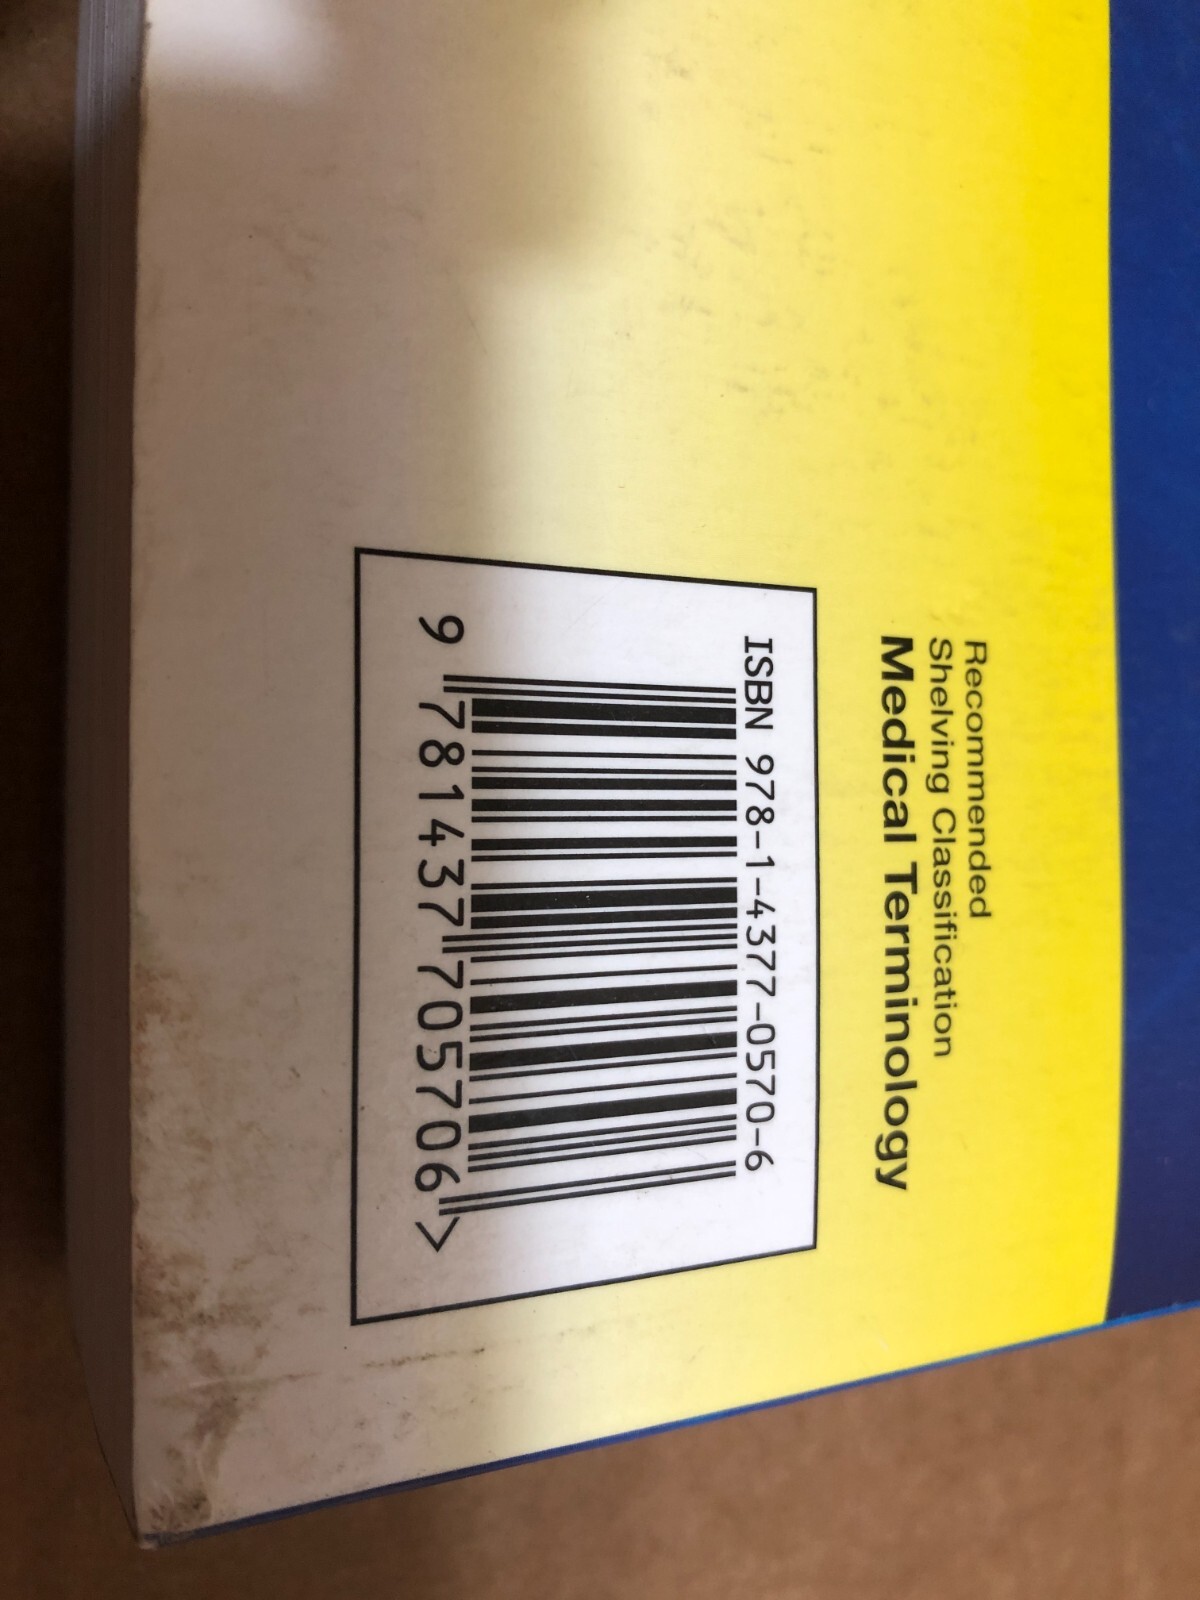 Recommended
Shelving Classification
Medical Terminology
ISBN 978-1-4377-0570-6
9 781437 705706 >